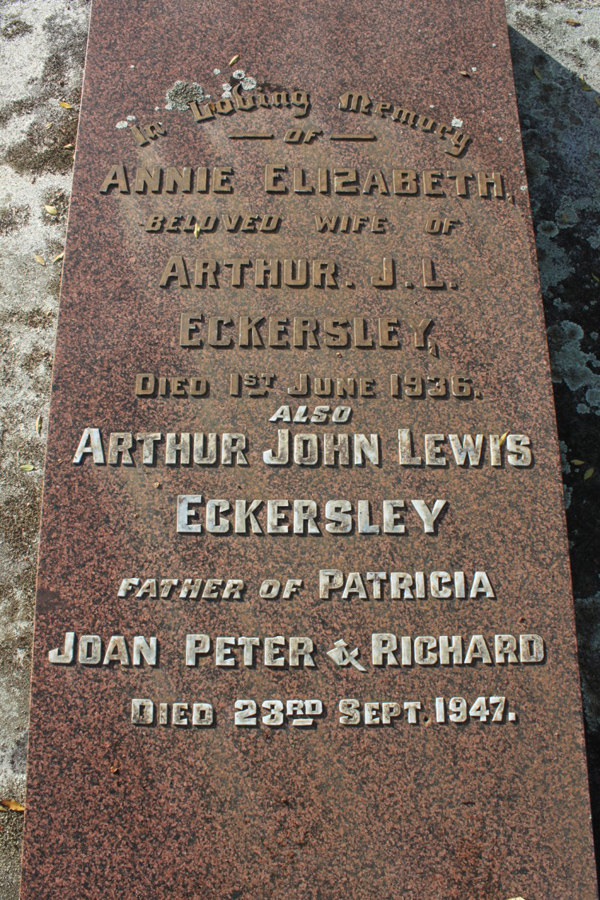 In Loving Memory
OF
ANNIE ELIZABETH,
BELOVED WIFE OF
ARTHUR. J. L.
ECKERSLEY,
DIED 1ST JUNE 1936.
ALSO
ARTHUR JOHN LEWIS
ECKERSLEY
FATHER OF PATRICIA
JOAN PETER & RICHARD
DIED 23RD SEPT. 1947.